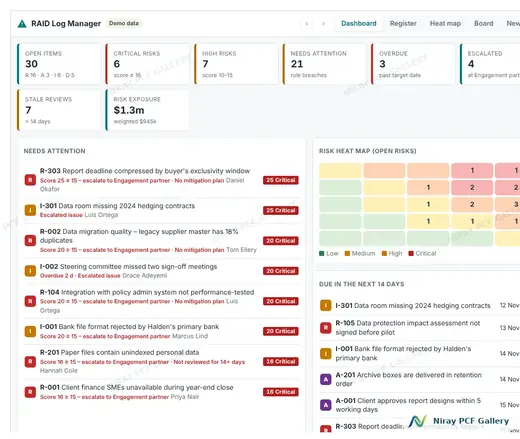 RAID Log Manager Demo data
‹ › Dashboard Register Heat map Board New
OPEN ITEMS
30
R 16 · A 3 · I 6 · D 5
CRITICAL RISKS
6
score ≥ 16
HIGH RISKS
7
score 10–15
NEEDS ATTENTION
21
rule breaches
OVERDUE
3
past target date
ESCALATED
4
at Engagement part
STALE REVIEWS
7
> 14 days
RISK EXPOSURE
$1.3m
weighted $945k
NEEDS ATTENTION
R R-303 Report deadline compressed by buyer's exclusivity window
Score 25 ≥ 15 – escalate to Engagement partner · No mitigation plan Daniel
Okafor
25 Critical
I I-301 Data room missing 2024 hedging contracts
Escalated issue Luis Ortega
25 Critical
R R-002 Data migration quality – legacy supplier master has 18%
duplicates
Score 20 ≥ 15 – escalate to Engagement partner · No mitigation plan Tom Ellery
20 Critical
I I-002 Steering committee missed two sign-off meetings
Overdue 2 d · Escalated issue Grace Adeyemi
20 Critical
R R-104 Integration with policy admin system not performance-tested
Score 20 ≥ 15 – escalate to Engagement partner · No mitigation plan Luis
Ortega
20 Critical
I I-001 Bank file format rejected by Halden's primary bank
Score 20 ≥ 15 – escalate to Engagement partner Marcus Lind
20 Critical
R R-201 Paper files contain unindexed personal data
Score 16 ≥ 15 – escalate to Engagement partner · Not reviewed for 14+ days
Hannah Cole
16 Critical
R R-001 Client finance SMEs unavailable during year-end close
Score 16 ≥ 15 – escalate to Engagement partner Priya Nair
16 Critical
RISK HEAT MAP (OPEN RISKS)
1 1
1 2 2
1 2 3
1 1 1
Low Medium High Critical
DUE IN THE NEXT 14 DAYS
I I-301 Data room missing 2024 hedging contracts 12 Nov
R R-105 Data protection impact assessment not
signed before pilot
13 Nov
I I-001 Bank file format rejected by Halden's
primary bank
14 Nov
A A-201 Archive boxes are delivered in retention
order
14 Nov
A A-001 Client approves report designs within 5
working days
15 Nov
R R-303 Report
Niray PCF Gallery